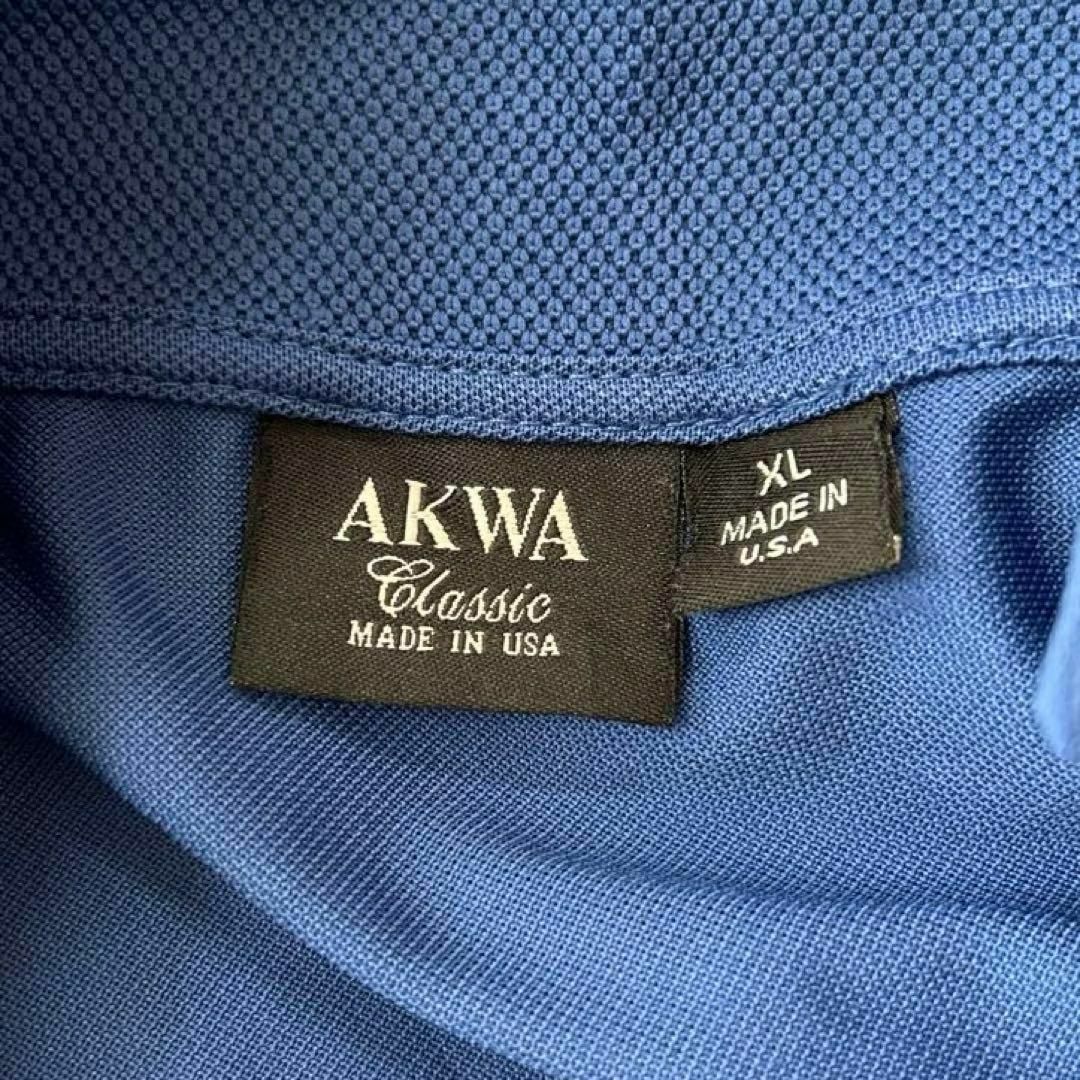 AKWA
Classic
MADE IN USA
XL
MADE IN
U.S.A